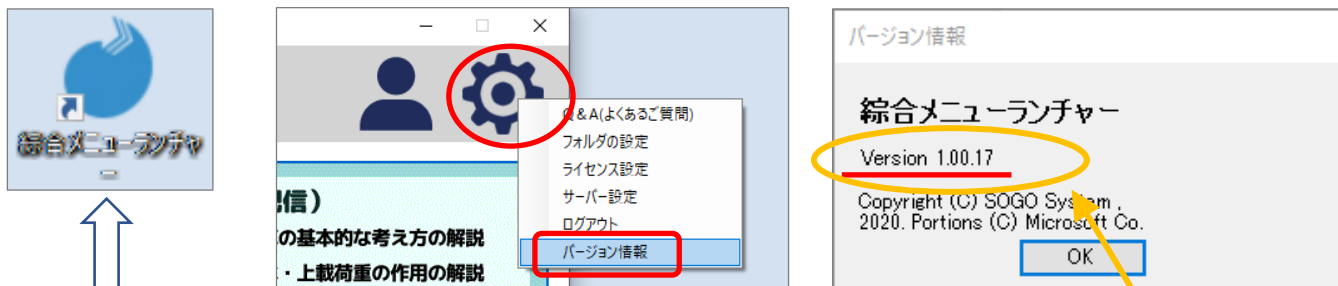 綜合メニューランチャ
ー
Q&A(よくあるご質問)
フォルダの設定
ライセンス設定
サーバー設定
ログアウト
バージョン情報
信）
の基本的な考え方の解説
・上載荷重の作用の解説
バージョン情報
綜合メニューランチャー
Version 1.00.17
Copyright (C) SOGO System ,
2020. Portions (C) Microsoft Co.
OK